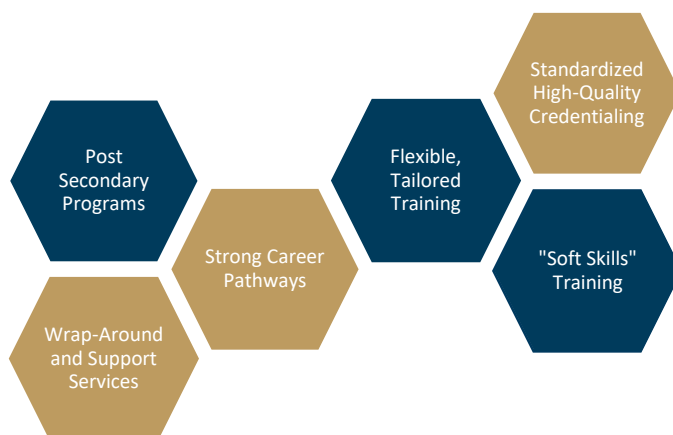 Post
Secondary
Programs
Wrap-Around
and Support
Services
Strong Career
Pathways
Flexible,
Tailored
Training
Standardized
High-Quality
Credentialing
"Soft Skills"
Training